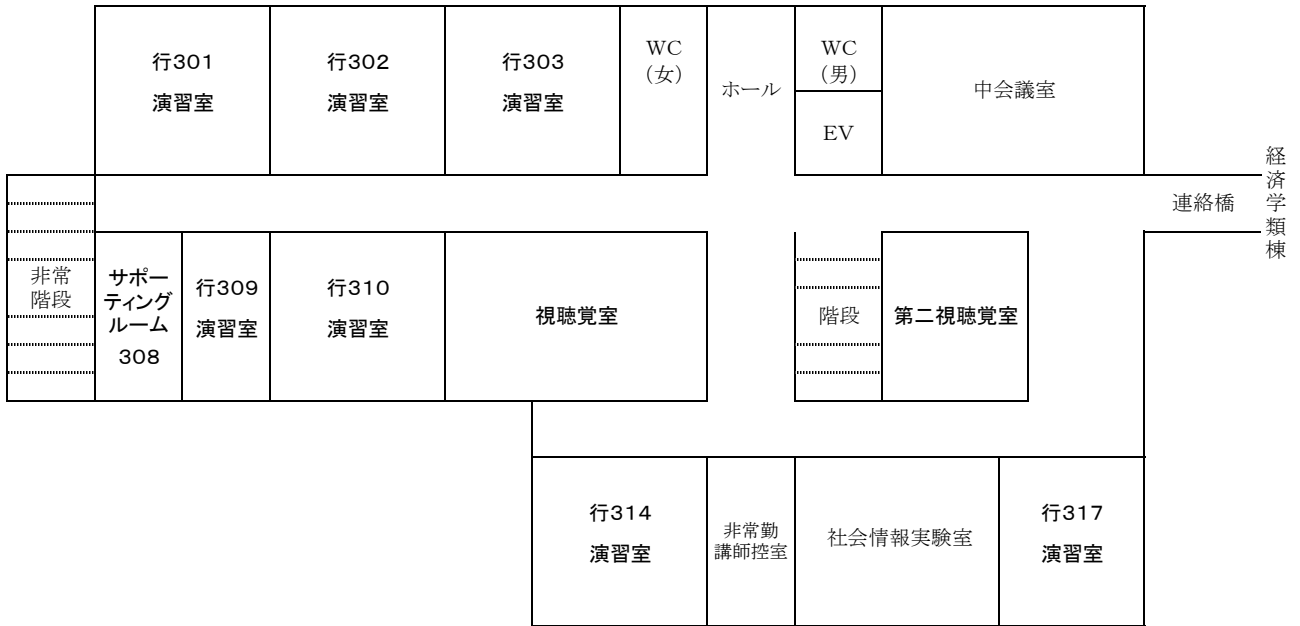 行301
演習室
行302
演習室
行303
演習室
WC
(女)
ホール
WC
(男)
EV
中会議室
連絡橋
経済学類棟
非常
階段
サポー
ティング
ルーム
308
行309
演習室
行310
演習室
視聴覚室
階段
第二視聴覚室
行314
演習室
非常勤
講師控室
社会情報実験室
行317
演習室